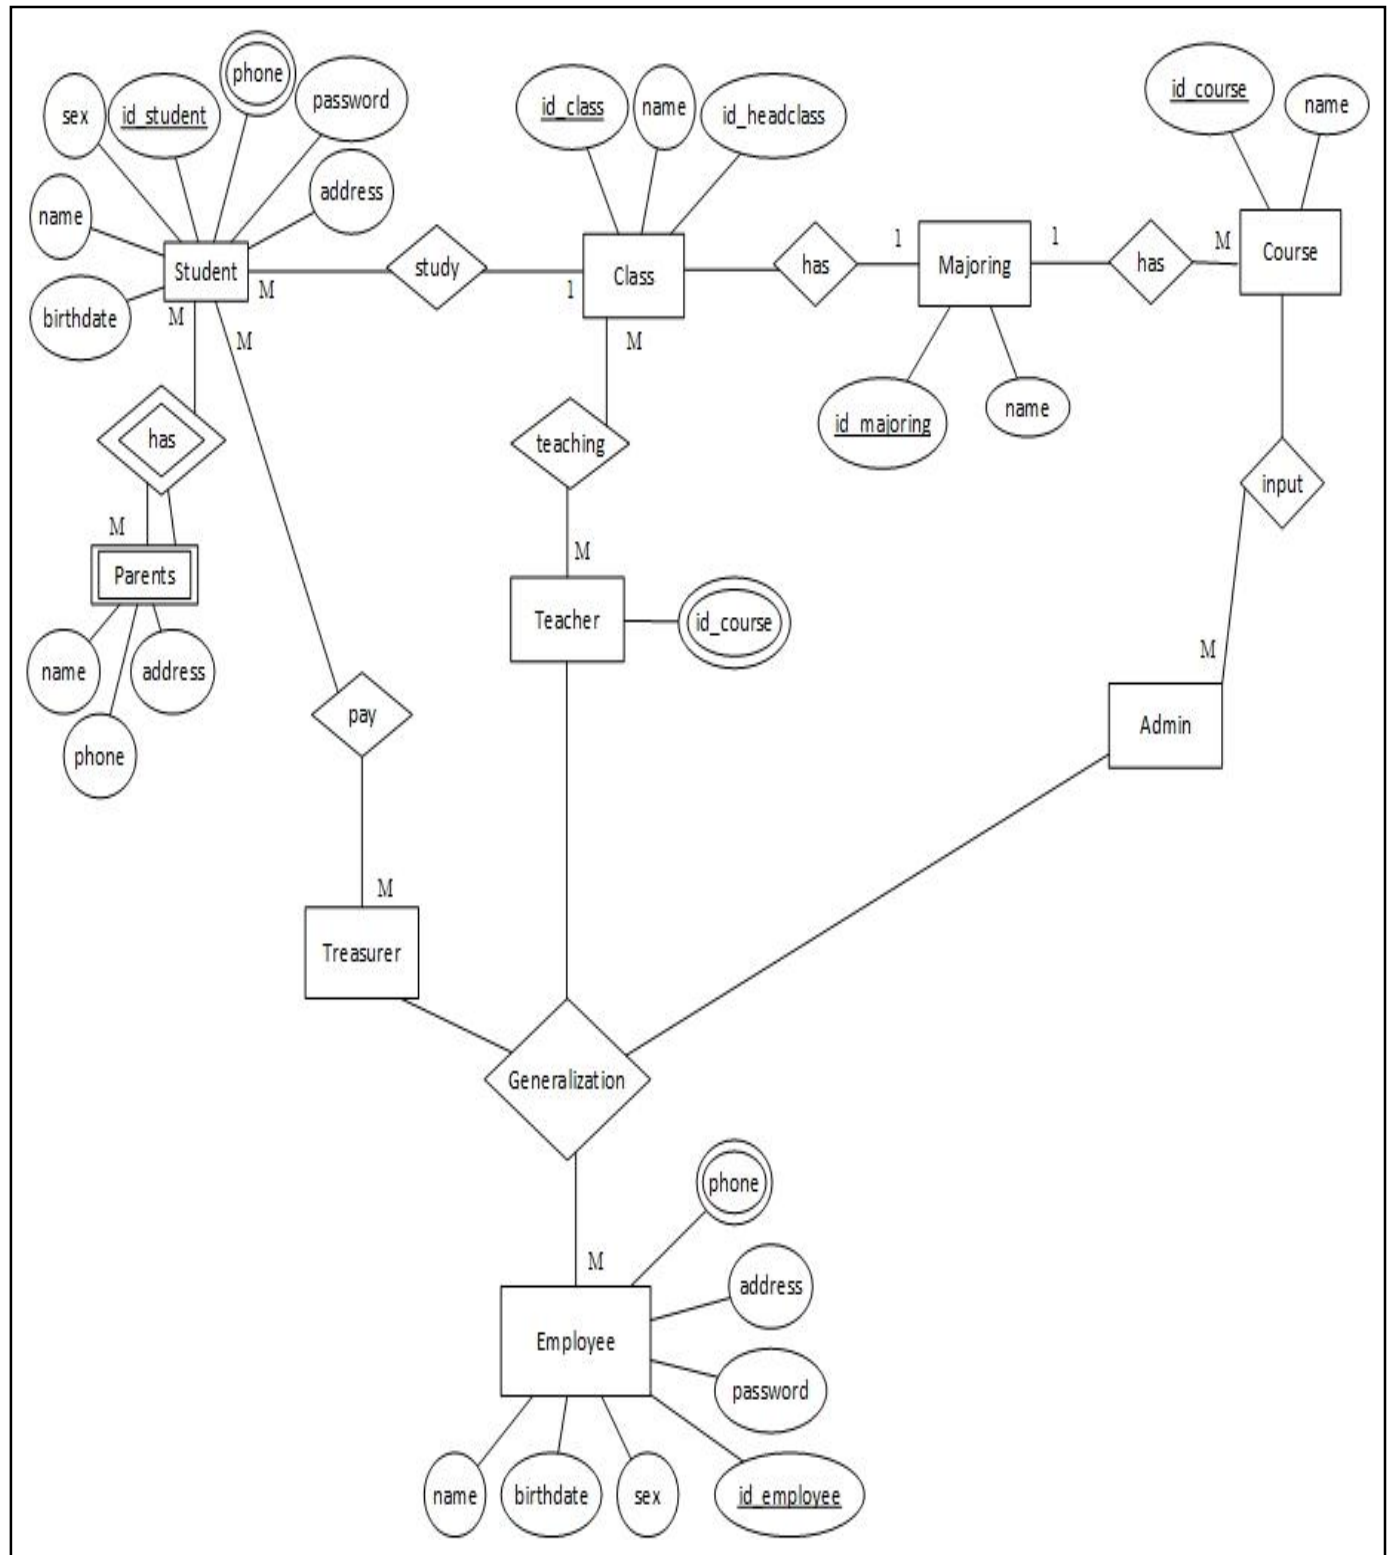 phone
password
sex
id_student
address
name
birthdate
Student
M
M
M
study
1
id_class
name
id_headclass
Class
M
has
1
Majoring
1
has
M
id_course
name
Course
id_majoring
name
has
M
Parents
name
address
phone
teaching
M
Teacher
id_course
input
M
Admin
pay
M
Treasurer
Generalization
M
phone
address
Employee
password
name
birthdate
sex
id_employee